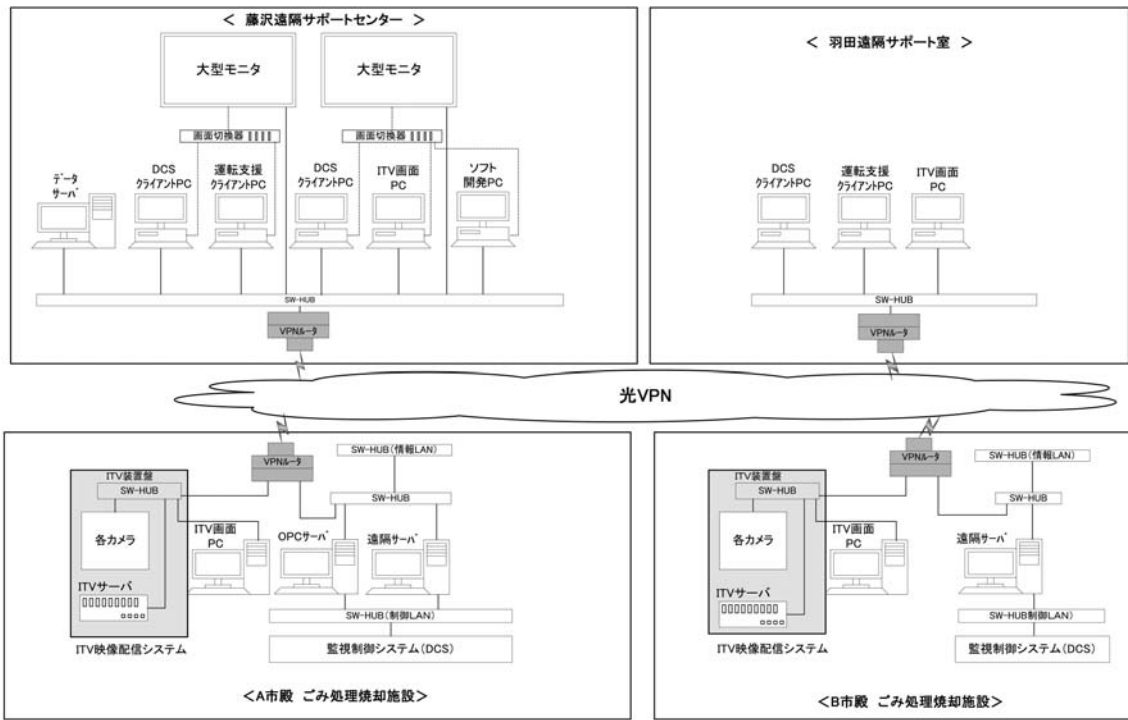 ＜ 藤沢遠隔サポートセンター ＞
大型モニタ
大型モニタ
画面切換器
画面切換器
データ
サーバ
DCS
クライアントPC
運転支援
クライアントPC
DCS
クライアントPC
ITV画面
PC
ソフト
開発PC
SW-HUB
VPNルータ
＜ 羽田遠隔サポート室 ＞
DCS
クライアントPC
運転支援
クライアントPC
ITV画面
PC
SW-HUB
VPNルータ
光VPN
VPNルータ
SW-HUB(情報LAN)
ITV装置盤
SW-HUB
SW-HUB
各カメラ
ITV画面
PC
OPCサーバ
遠隔サーバ
ITVサーバ
SW-HUB(制御LAN)
ITV映像配信システム
監視制御システム(DCS)
＜A市殿 ごみ処理焼却施設＞
VPNルータ
SW-HUB(情報LAN)
ITV装置盤
SW-HUB
SW-HUB
各カメラ
ITV画面
PC
遠隔サーバ
ITVサーバ
SW-HUB制御LAN)
ITV映像配信システム
監視制御システム(DCS)
＜B市殿 ごみ処理焼却施設＞